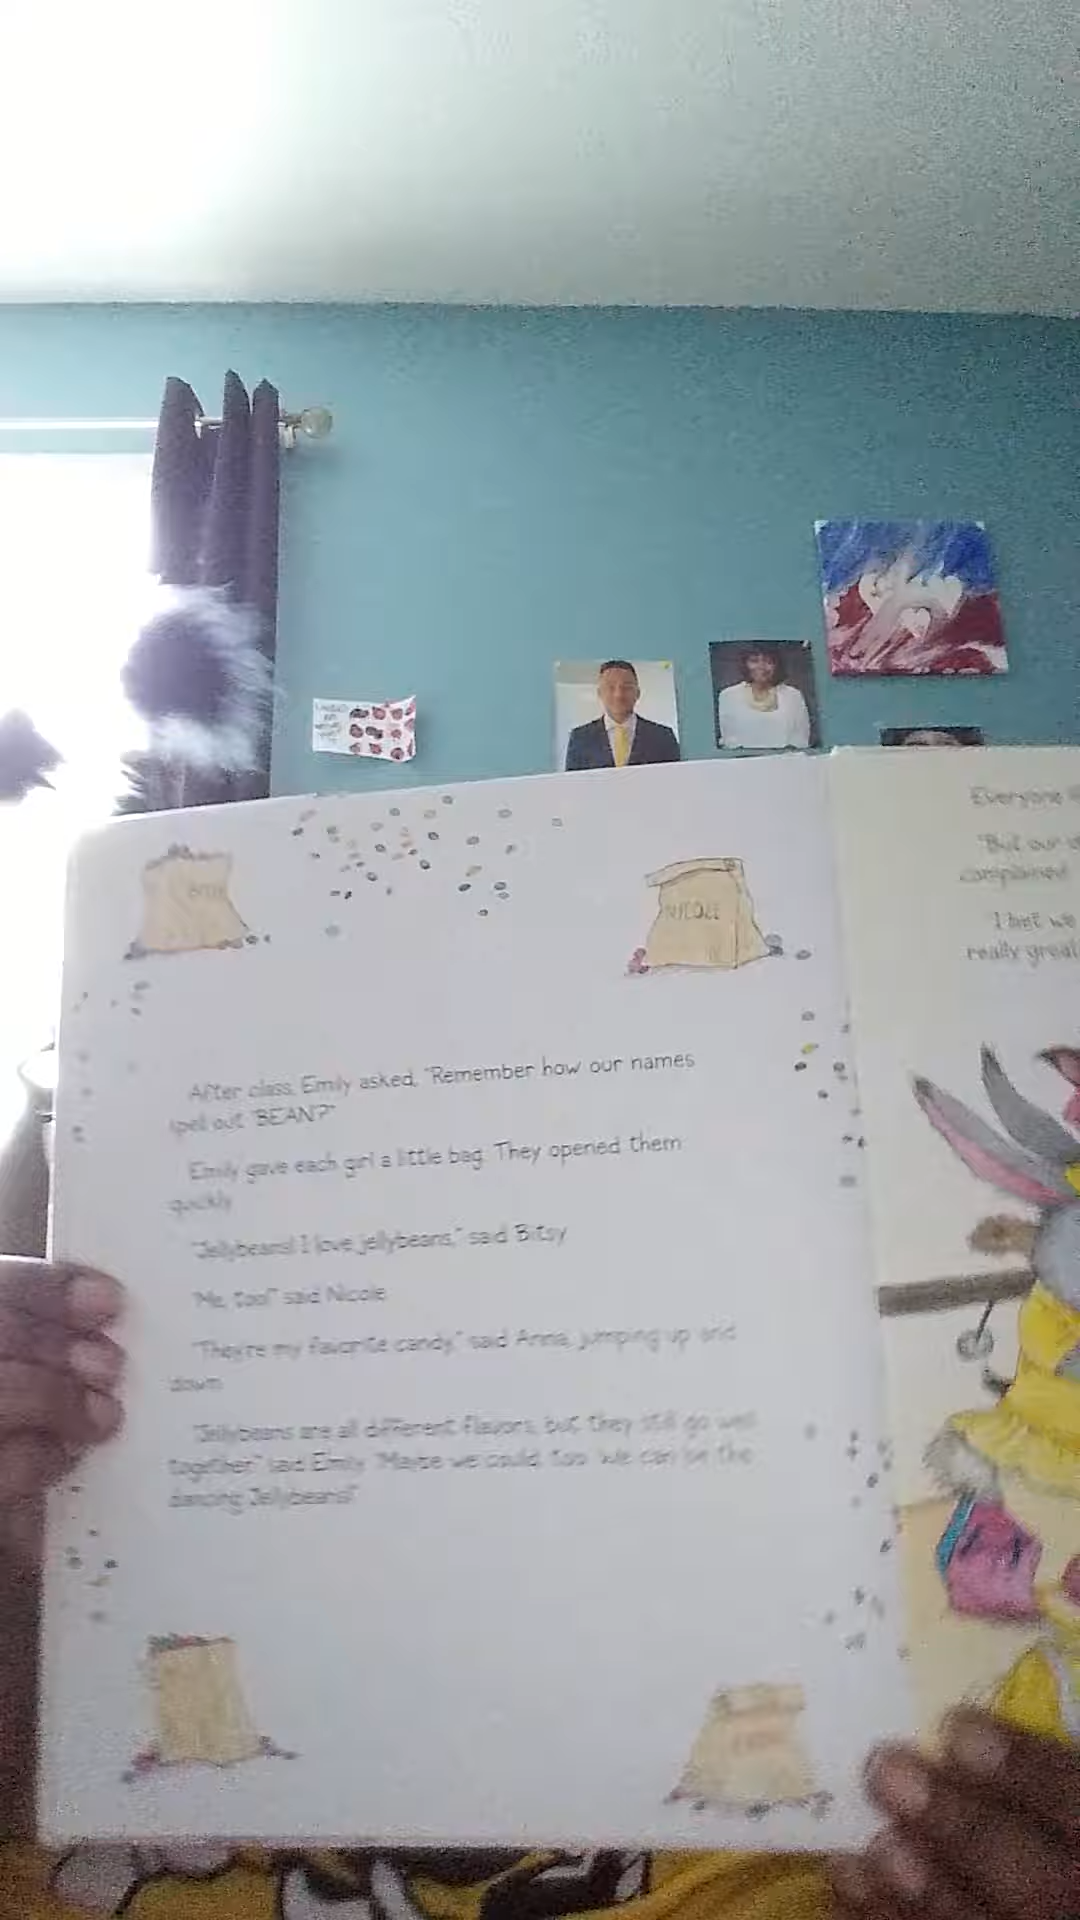 BITSY
NICOLE
After class, Emily asked, "Remember how our names
spell out 'BEAN'?"
Emily gave each girl a little bag. They opened them
quickly.
"Jellybeans! I love jellybeans," said Bitsy.
"Me, too!" said Nicole.
"They're my favorite candy," said Anna, jumping up and
down.
"Jellybeans are all different flavors, but they still go well
together," said Emily. "Maybe we could, too. We can be the
dancing Jellybeans!"
Everyone
"But our
complained.
"I bet we
really great